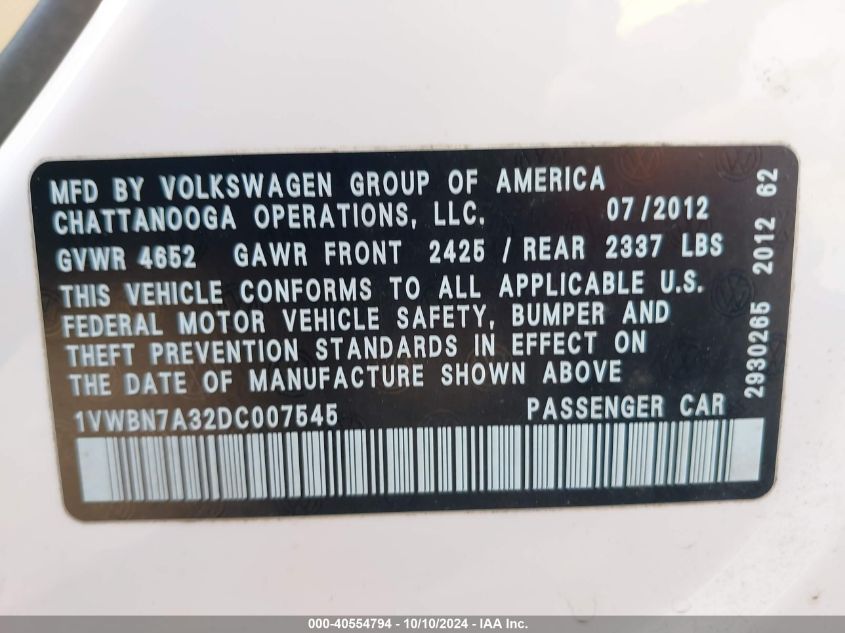 MFD BY VOLKSWAGEN GROUP OF AMERICA
CHATTANOOGA OPERATIONS, LLC. 07/2012
GVWR 4652 GAWR FRONT 2425 / REAR 2337 LBS
THIS VEHICLE CONFORMS TO ALL APPLICABLE U.S.
FEDERAL MOTOR VEHICLE SAFETY, BUMPER AND
THEFT PREVENTION STANDARDS IN EFFECT ON
THE DATE OF MANUFACTURE SHOWN ABOVE
1VWBN7A32DC007545 PASSENGER CAR
2930265 2012 62
000-40554794 - 10/10/2024 - IAA Inc.